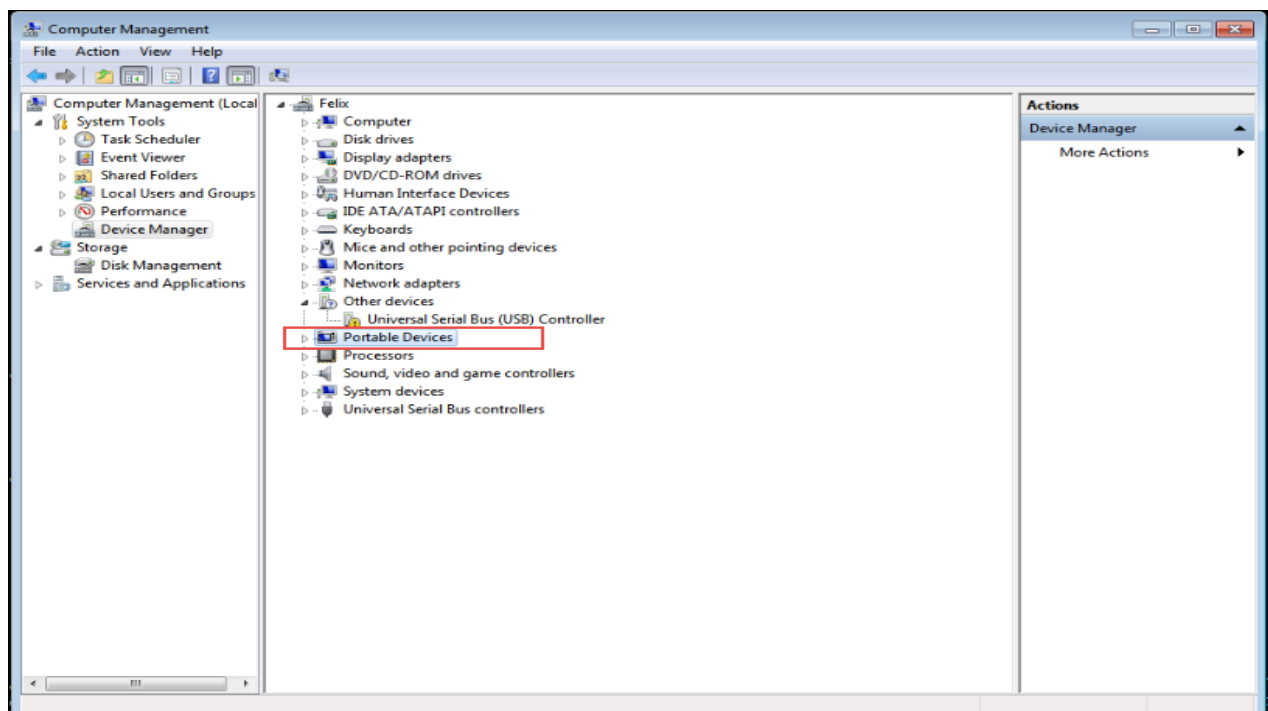 Computer Management
File Action View Help
Computer Management (Local
System Tools
Task Scheduler
Event Viewer
Shared Folders
Local Users and Groups
Performance
Device Manager
Storage
Disk Management
Services and Applications
Felix
Computer
Disk drives
Display adapters
DVD/CD-ROM drives
Human Interface Devices
IDE ATA/ATAPI controllers
Keyboards
Mice and other pointing devices
Monitors
Network adapters
Other devices
Universal Serial Bus (USB) Controller
Portable Devices
Processors
Sound, video and game controllers
System devices
Universal Serial Bus controllers
Actions
Device Manager
More Actions